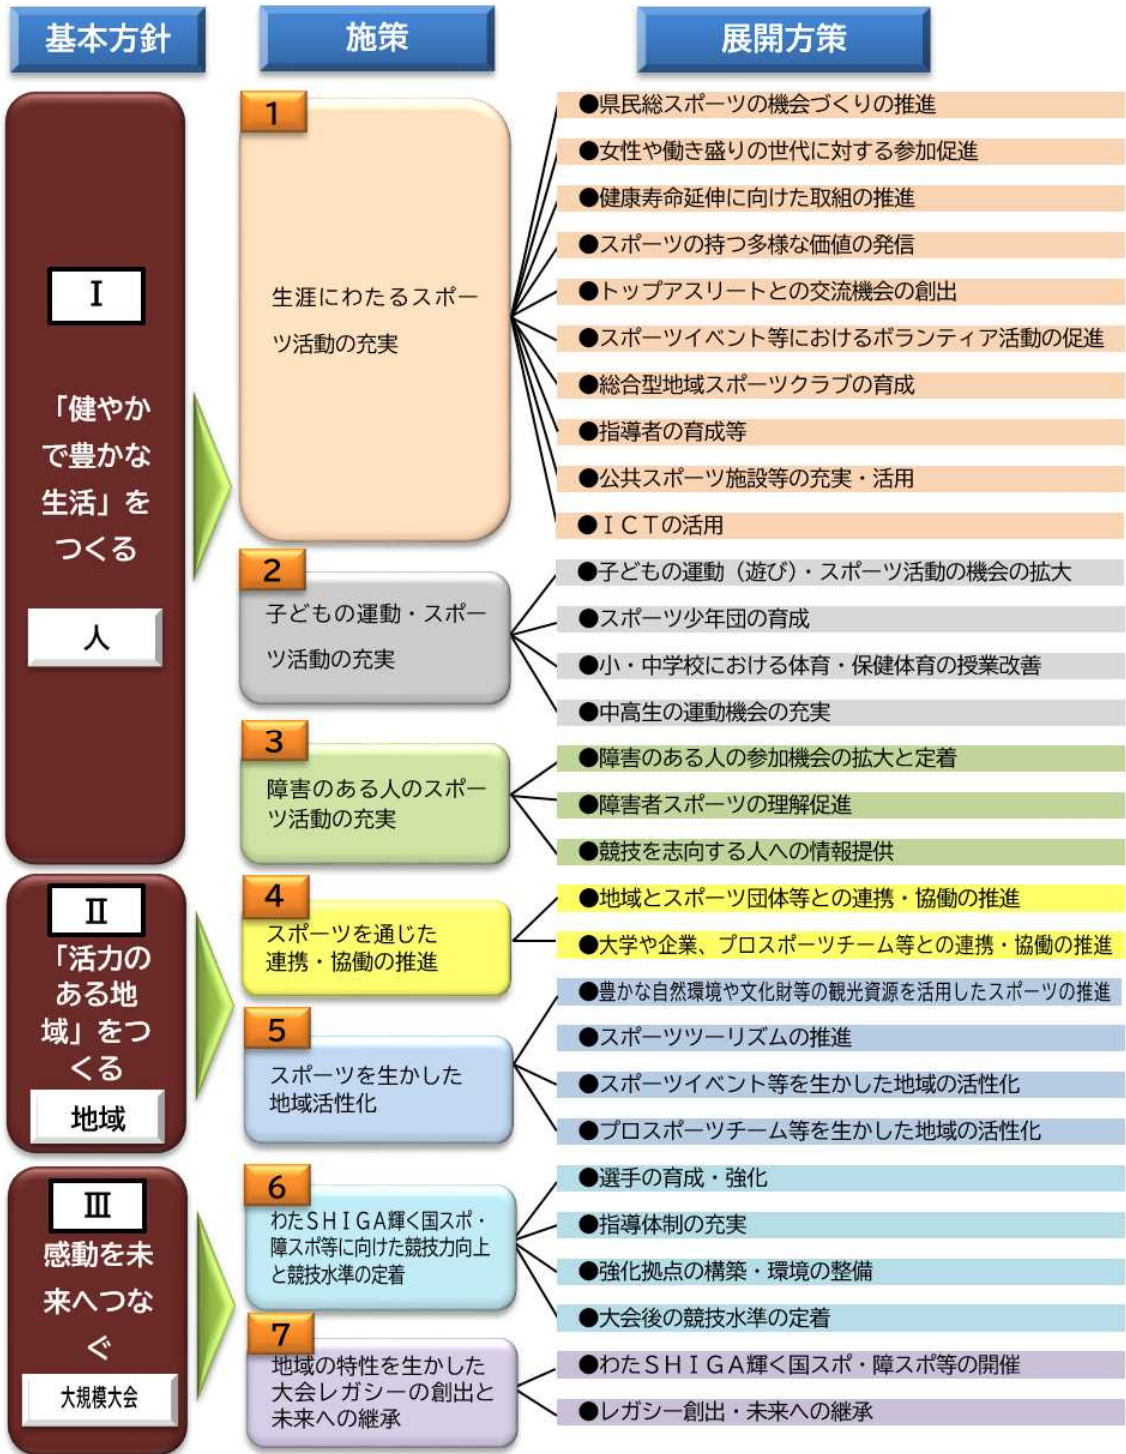 基本方針
施策
展開方策
Ⅰ
「健やか
で豊かな
生活」を
つくる
人
1
生涯にわたるスポー
ツ活動の充実
●県民総スポーツの機会づくりの推進
●女性や働き盛りの世代に対する参加促進
●健康寿命延伸に向けた取組の推進
●スポーツの持つ多様な価値の発信
●トップアスリートとの交流機会の創出
●スポーツイベント等におけるボランティア活動の促進
●総合型地域スポーツクラブの育成
●指導者の育成等
●公共スポーツ施設等の充実・活用
●ＩＣＴの活用
2
子どもの運動・スポー
ツ活動の充実
●子どもの運動（遊び）・スポーツ活動の機会の拡大
●スポーツ少年団の育成
●小・中学校における体育・保健体育の授業改善
●中高生の運動機会の充実
3
障害のある人のスポー
ツ活動の充実
●障害のある人の参加機会の拡大と定着
●障害者スポーツの理解促進
●競技を志向する人への情報提供
Ⅱ
「活力の
ある地
域」をつ
くる
地域
4
スポーツを通じた
連携・協働の推進
●地域とスポーツ団体等との連携・協働の推進
●大学や企業、プロスポーツチーム等との連携・協働の推進
5
スポーツを生かした
地域活性化
●豊かな自然環境や文化財等の観光資源を活用したスポーツの推進
●スポーツツーリズムの推進
●スポーツイベント等を生かした地域の活性化
●プロスポーツチーム等を生かした地域の活性化
Ⅲ
感動を未
来へつな
ぐ
大規模大会
6
わたＳＨＩＧＡ輝く国スポ・
障スポ等に向けた競技力向上
と競技水準の定着
●選手の育成・強化
●指導体制の充実
●強化拠点の構築・環境の整備
●大会後の競技水準の定着
7
地域の特性を生かした
大会レガシーの創出と
未来への継承
●わたＳＨＩＧＡ輝く国スポ・障スポ等の開催
●レガシー創出・未来への継承